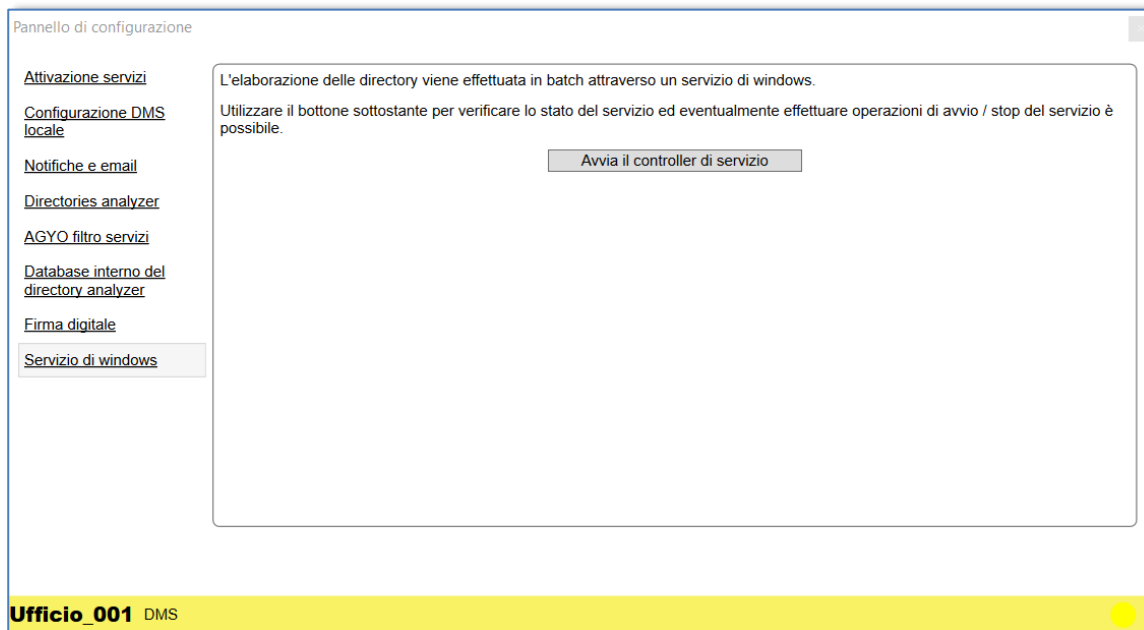 Pannello di configurazione
Attivazione servizi
Configurazione DMS
locale
Notifiche e email
Directories analyzer
AGYO filtro servizi
Database interno del
directory analyzer
Firma digitale
Servizio di windows
L'elaborazione delle directory viene effettuata in batch attraverso un servizio di windows.
Utilizzare il bottone sottostante per verificare lo stato del servizio ed eventualmente effettuare operazioni di avvio / stop del servizio è
possibile.
Avvia il controller di servizio
Ufficio_001 DMS